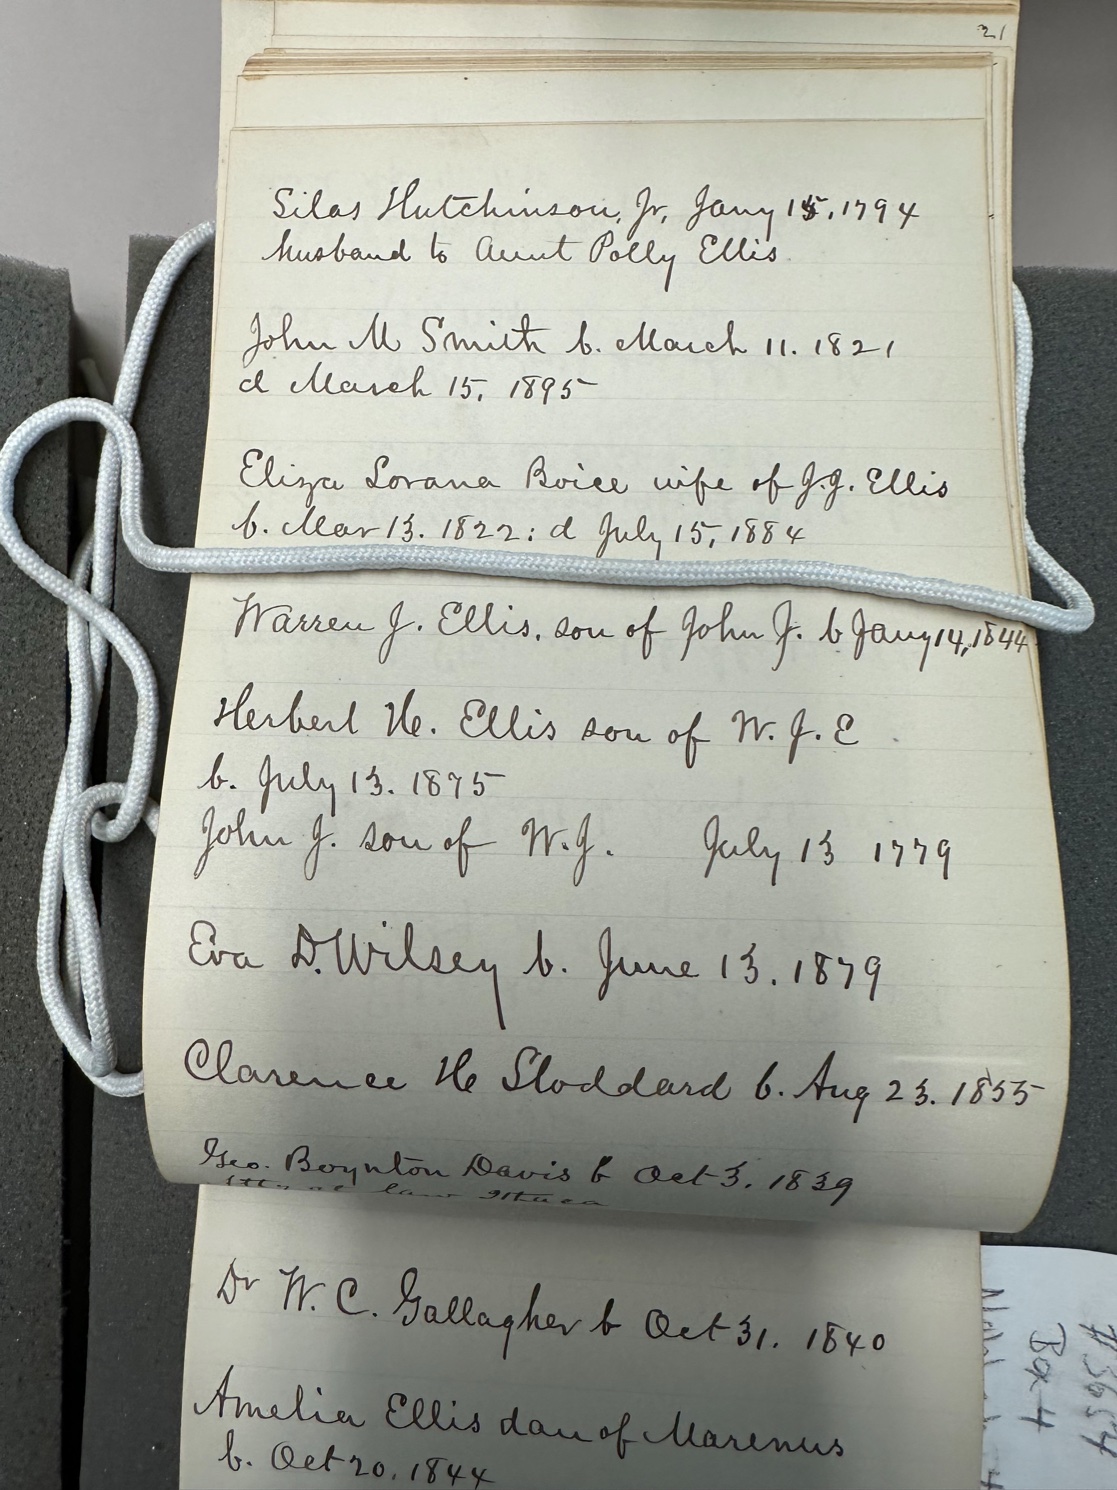 21
Silas Hutchinson, Jr, Jany 15, 1794
husband to Aunt Polly Ellis
John M Smith b. March 11. 1821
d March 15, 1895
Eliza Lorana Boice wife of J.J. Ellis
b. Mar 13. 1822: d July 15, 1884
Warren J. Ellis, son of John J. b Jany 14, 1844
Herbert H. Ellis son of W. J. E
b. July 13. 1875
John J. son of W.J. July 13 1779
Eva D. Wilsey b. June 13. 1879
Clarence H Stoddard b. Aug 23. 1855
Geo. Boynton Davis b Oct 3. 1839
Atty at law Ithaca
Dr W. C. Gallagher b Oct 31. 1840
Amelia Ellis dau of Marenus
b. Oct 20. 1844
#3654
Box 4